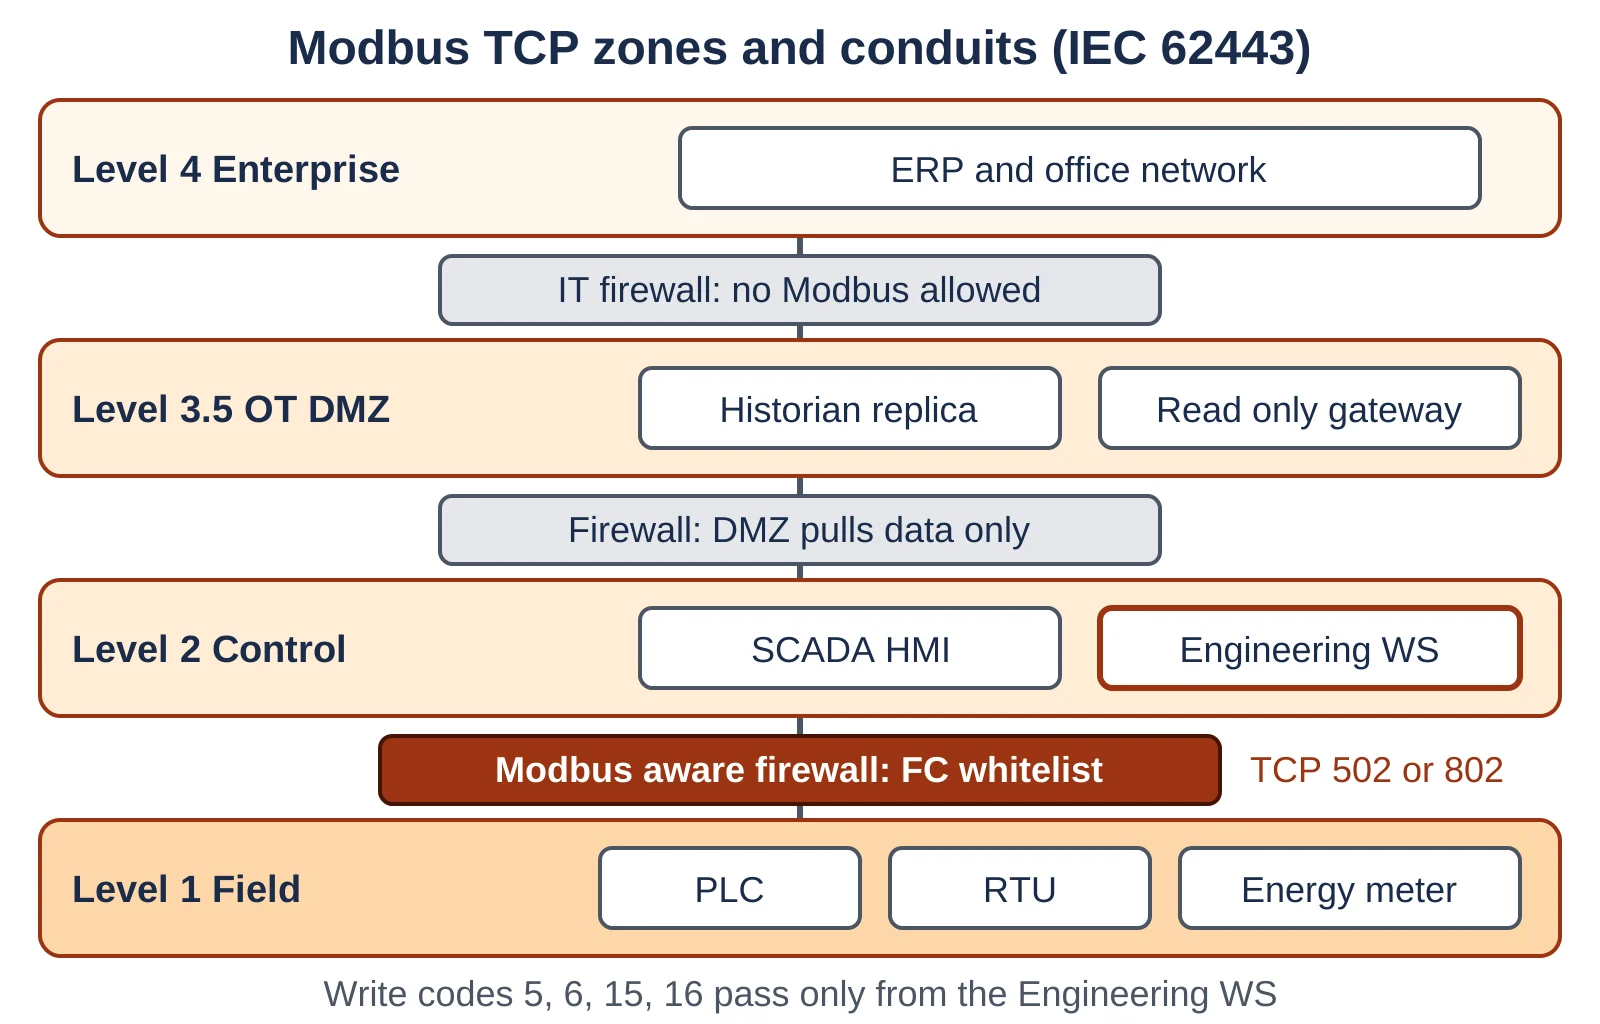 Modbus TCP zones and conduits (IEC 62443)
Level 4 Enterprise
ERP and office network
IT firewall: no Modbus allowed
Level 3.5 OT DMZ
Historian replica
Read only gateway
Firewall: DMZ pulls data only
Level 2 Control
SCADA HMI
Engineering WS
Modbus aware firewall: FC whitelist
TCP 502 or 802
Level 1 Field
PLC
RTU
Energy meter
Write codes 5, 6, 15, 16 pass only from the Engineering WS